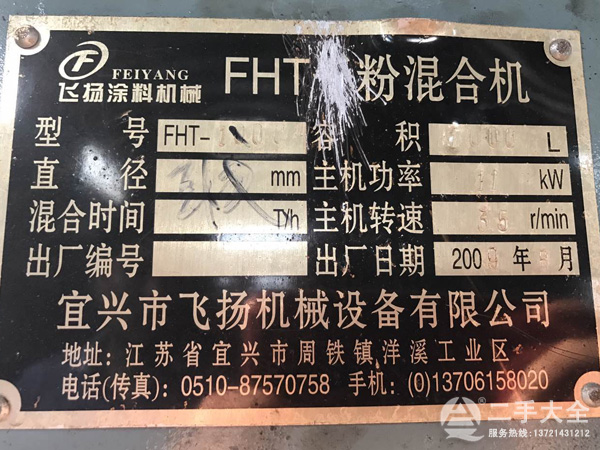 FEIYANG
飞扬涂料机械
FHT 粉混合机
型 号 FHT- 容 积 L
直 径 mm 主机功率 11 kW
混合时间 T/h 主机转速 35 r/min
出厂编号 出厂日期 2009 年 月
宜兴市飞扬机械设备有限公司
地址:江苏省宜兴市周铁镇洋溪工业区
电话(传真):0510-87570758 手机:(0)13706158020
二手大全
服务热线:13721431212